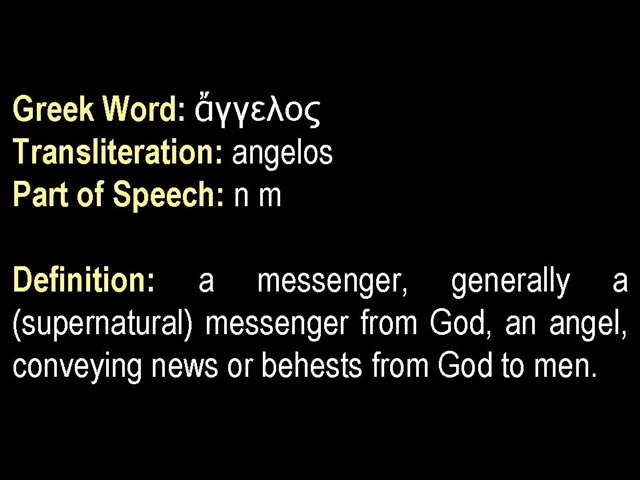 Greek Word: ἄγγελος
Transliteration: angelos
Part of Speech: n m
Definition: a messenger, generally a
(supernatural) messenger from God, an angel,
conveying news or behests from God to men.